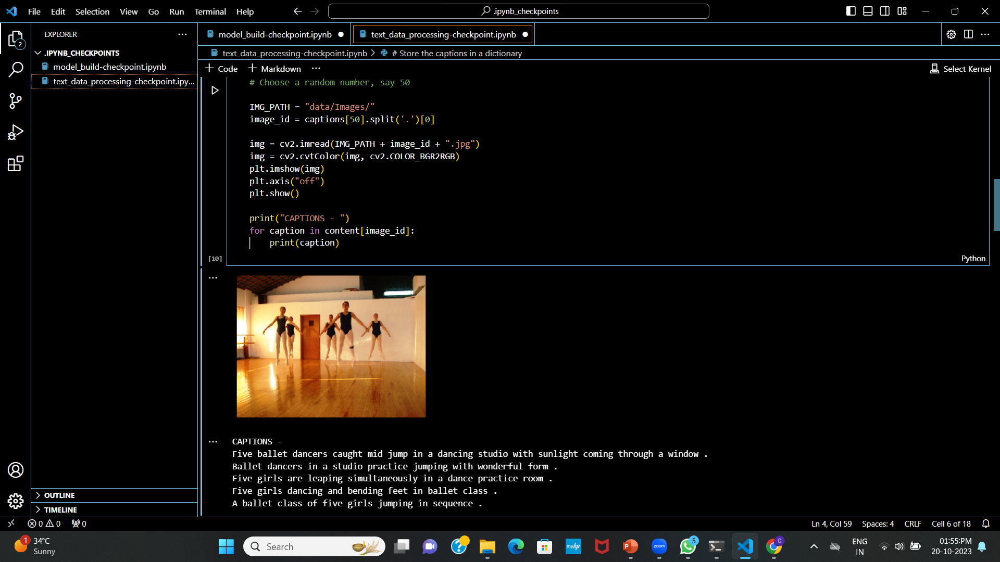 File Edit Selection View Go Run Terminal Help
.ipynb_checkpoints
2
EXPLORER
.IPYNB_CHECKPOINTS
model_build-checkpoint.ipynb
text_data_processing-checkpoint.ipy...
OUTLINE
TIMELINE
model_build-checkpoint.ipynb
text_data_processing-checkpoint.ipynb
text_data_processing-checkpoint.ipynb > # Store the captions in a dictionary
+ Code + Markdown ...
Select Kernel
# Choose a random number, say 50
IMG_PATH = "data/Images/"
image_id = captions[50].split('.')[0]
img = cv2.imread(IMG_PATH + image_id + ".jpg")
img = cv2.cvtColor(img, cv2.COLOR_BGR2RGB)
plt.imshow(img)
plt.axis("off")
plt.show()
print("CAPTIONS - ")
for caption in content[image_id]:
    print(caption)
[10]
Python
CAPTIONS -
Five ballet dancers caught mid jump in a dancing studio with sunlight coming through a window .
Ballet dancers in a studio practice jumping with wonderful form .
Five girls are leaping simultaneously in a dance practice room .
Five girls dancing and bending feet in ballet class .
A ballet class of five girls jumping in sequence .
0 0 0
Ln 4, Col 59 Spaces: 4 CRLF Cell 6 of 18
1
34°C
Sunny
Search
myhp
P
zoom
5
C
ENG
IN
01:55:PM
20-10-2023